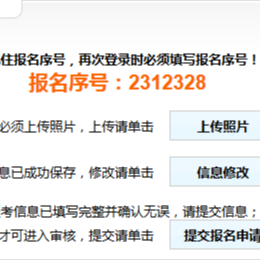 住报名序号，再次登录时必须填写报名序号！
报名序号：2312328
必须上传照片，上传请单击 上传照片
息已成功保存，修改请单击 信息修改
考信息已填写完整并确认无误，请提交信息；
才可进入审核，提交请单击 提交报名申请